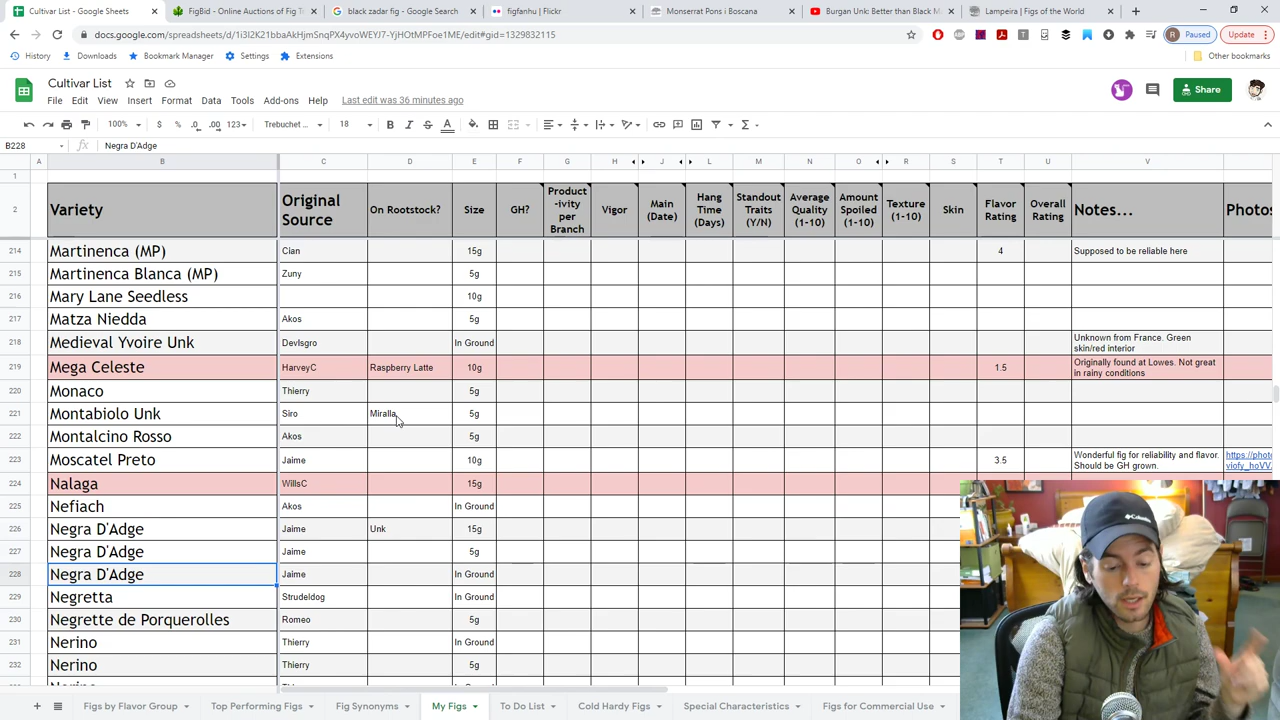 Cultivar List - Google Sheets
FigBid - Online Auctions of Fig T
black zadar fig - Google Search
figfanhu | Flickr
Monserrat Pons i Boscana
Burgan Unk: Better than Black M
Lampeira | Figs of the World
docs.google.com/spreadsheets/d/1i3I2K21bbaAkHjmSnqPX4yvoWEYJ7-YjHOtMPFoe1ME/edit#gid=1329832115
Paused
Update
History
Downloads
Bookmark Manager
Settings
Extensions
Other bookmarks
Cultivar List
File Edit View Insert Format Data Tools Add-ons Help Last edit was 36 minutes ago
Share
100% $ % .0 .00 123 Trebuchet ... 18
B228 fx Negra D'Adge
A B C D E F G H J L M N O R S T U V
1
2 Variety Original Source On Rootstock? Size GH? Product-ivity per Branch Vigor Main (Date) Hang Time (Days) Standout Traits (Y/N) Average Quality (1-10) Amount Spoiled (1-10) Texture (1-10) Skin Flavor Rating Overall Rating Notes... Photos
214 Martinenca (MP) Cian 15g 4 Supposed to be reliable here
215 Martinenca Blanca (MP) Zuny 5g
216 Mary Lane Seedless 10g
217 Matza Niedda Akos 5g
218 Medieval Yvoire Unk DevIsgro In Ground Unknown from France. Green skin/red interior
219 Mega Celeste HarveyC Raspberry Latte 10g 1.5 Originally found at Lowes. Not great in rainy conditions
220 Monaco Thierry 5g
221 Montabiolo Unk Siro Miralla 5g
222 Montalcino Rosso Akos 5g
223 Moscatel Preto Jaime 10g 3.5 Wonderful fig for reliability and flavor. Should be GH grown. https://photo viofy_hoVV
224 Nalaga WillsC 15g
225 Nefiach Akos In Ground
226 Negra D'Adge Jaime Unk 15g
227 Negra D'Adge Jaime 5g
228 Negra D'Adge Jaime In Ground
229 Negretta Strudeldog In Ground
230 Negrette de Porquerolles Romeo 5g
231 Nerino Thierry In Ground
232 Nerino Thierry 5g
Columbia
Figs by Flavor Group
Top Performing Figs
Fig Synonyms
My Figs
To Do List
Cold Hardy Figs
Special Characteristics
Figs for Commercial Use